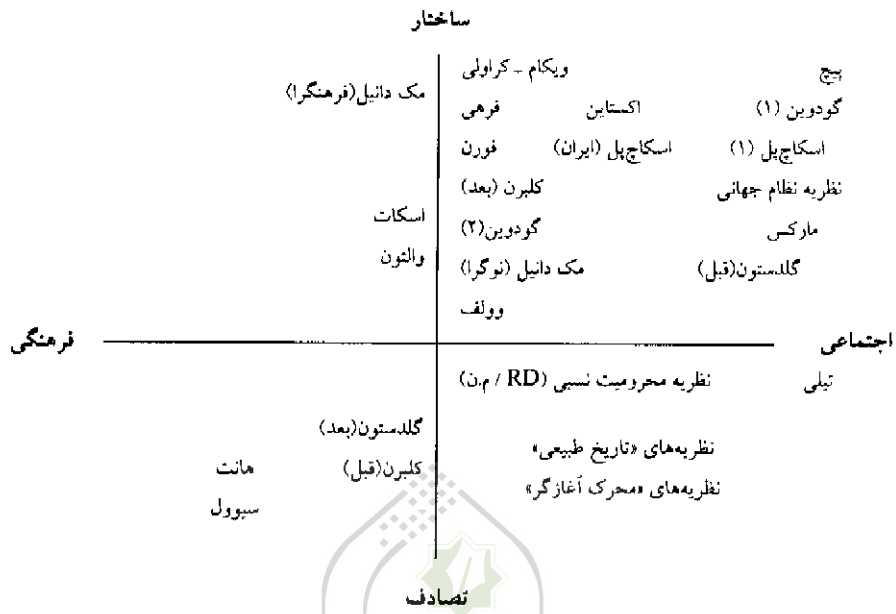 ساختار
پیچ ویکام - کراولی
مک دانیل(فرهنگرا)
گودوین (۱) اکستاین فرهی
اسکاچپل (۱) اسکاچپل (ایران) فورن
نظریه نظام جهانی کلبرن (بعد)
اسکات
مارکسی گودوین(۲)
والتون
گلدستون(قبل) مک دانیل (نوگرا)
وولف
اجتماعی فرهنگی
تیلی نظریه محرومیت نسبی (RD / م.ن)
گلدستون(بعد)
نظریه‌های «تاریخ طبیعی»
کلبرن(قبل) هانت
نظریه‌های «محرک آغازگر»
سیوول
تصادف